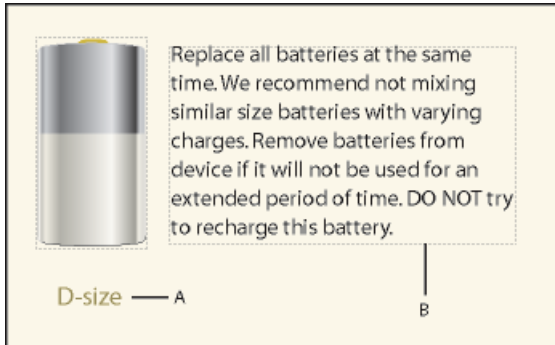 Replace all batteries at the same
time. We recommend not mixing
similar size batteries with varying
charges. Remove batteries from
device if it will not be used for an
extended period of time. DO NOT try
to recharge this battery.
D-size
A
B